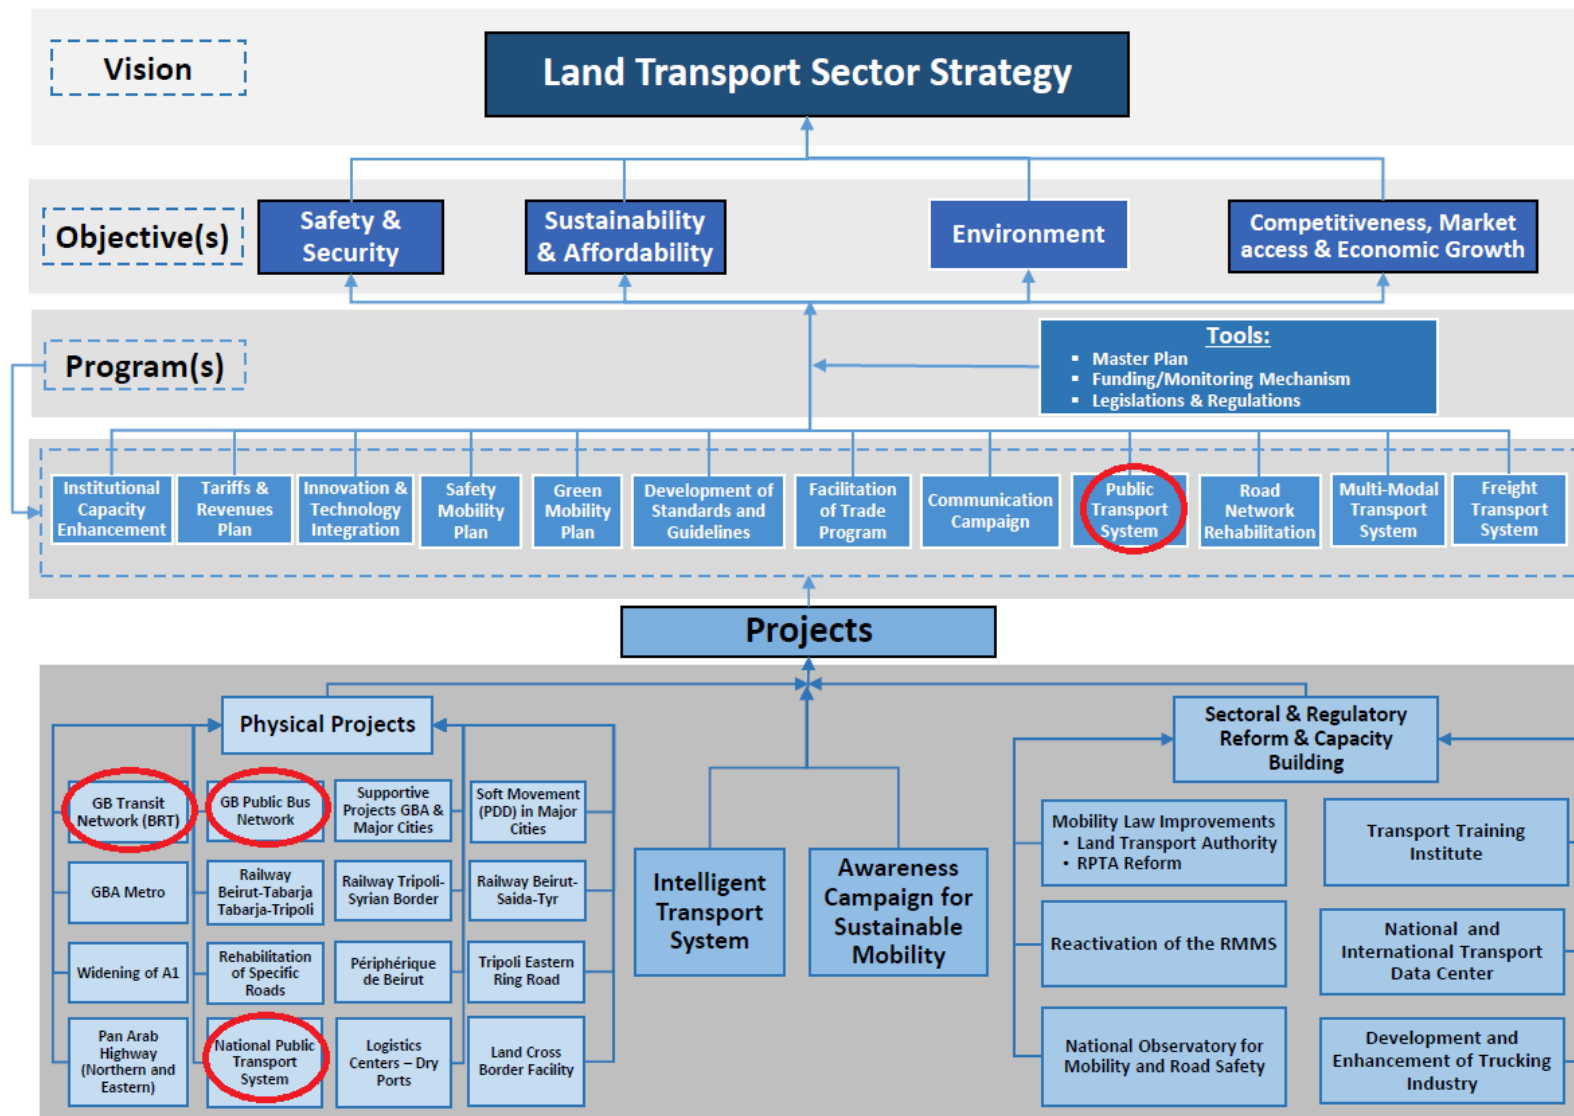 Vision
Land Transport Sector Strategy
Objective(s)
Safety &
Security
Sustainability
& Affordability
Environment
Competitiveness, Market
access & Economic Growth
Program(s)
Tools:
▪ Master Plan
▪ Funding/Monitoring Mechanism
▪ Legislations & Regulations
Institutional
Capacity
Enhancement
Tariffs &
Revenues
Plan
Innovation &
Technology
Integration
Safety
Mobility
Plan
Green
Mobility
Plan
Development of
Standards and
Guidelines
Facilitation
of Trade
Program
Communication
Campaign
Public
Transport
System
Road
Network
Rehabilitation
Multi-Modal
Transport
System
Freight
Transport
System
Projects
Physical Projects
Sectoral & Regulatory
Reform & Capacity
Building
GB Transit
Network (BRT)
GB Public Bus
Network
Supportive
Projects GBA &
Major Cities
Soft Movement
(PDD) in Major
Cities
GBA Metro
Railway
Beirut-Tabarja
Tabarja-Tripoli
Railway Tripoli-
Syrian Border
Railway Beirut-
Saida-Tyr
Widening of A1
Rehabilitation
of Specific
Roads
Périphérique
de Beirut
Tripoli Eastern
Ring Road
Pan Arab
Highway
(Northern and
Eastern)
National Public
Transport
System
Logistics
Centers – Dry
Ports
Land Cross
Border Facility
Intelligent
Transport
System
Awareness
Campaign for
Sustainable
Mobility
Mobility Law Improvements
• Land Transport Authority
• RPTA Reform
Transport Training
Institute
Reactivation of the RMMS
National and
International Transport
Data Center
National Observatory for
Mobility and Road Safety
Development and
Enhancement of Trucking
Industry